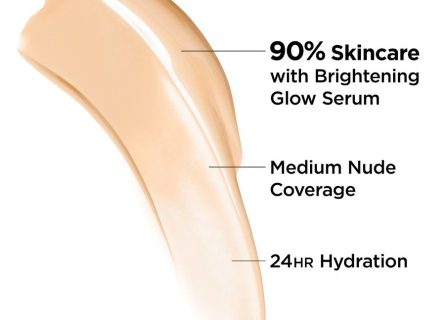 90% Skincare
with Brightening
Glow Serum
Medium Nude
Coverage
24HR Hydration